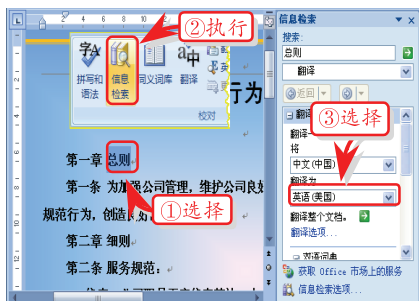 ②执行
拼写和语法
信息检索
同义词库
翻译
校对
行为
第一章 总则
第一条 为加强公司管理，维护公司良好
规范行为，创造良
①选择
第二章 细则
第二条 服务规范：
信息检索
搜索:
总则
翻译
返回
翻译
③选择
翻译一
将
中文(中国)
翻译为
英语(美国)
翻译整个文档。
翻译选项...
双语词典
获取 Office 市场上的服务
信息检索选项...